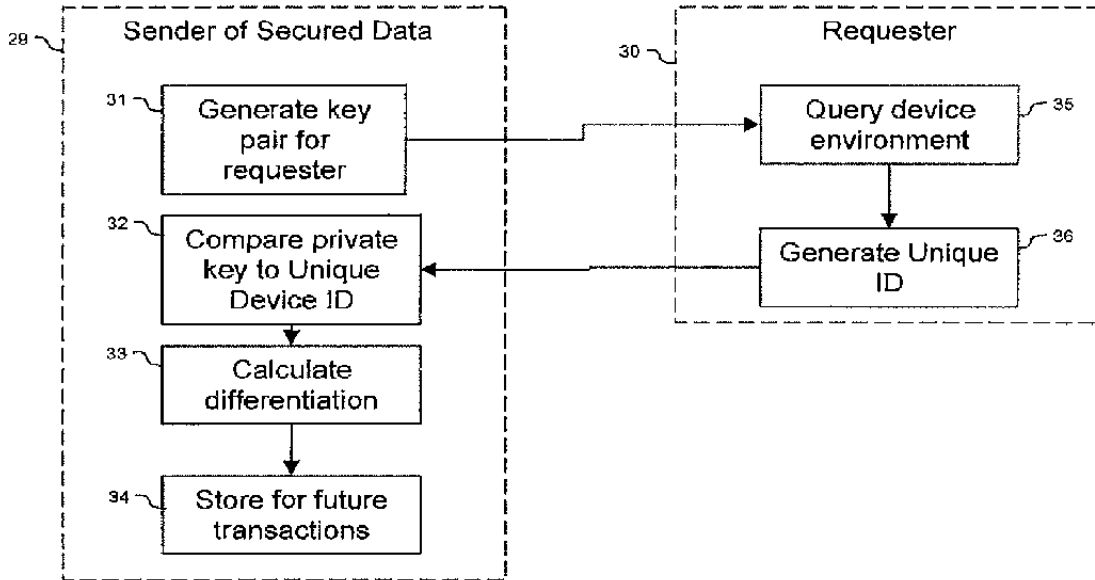 29
Sender of Secured Data
31
Generate key
pair for
requester
32
Compare private
key to Unique
Device ID
33
Calculate
differentiation
34
Store for future
transactions
30
Requester
35
Query device
environment
36
Generate Unique
ID